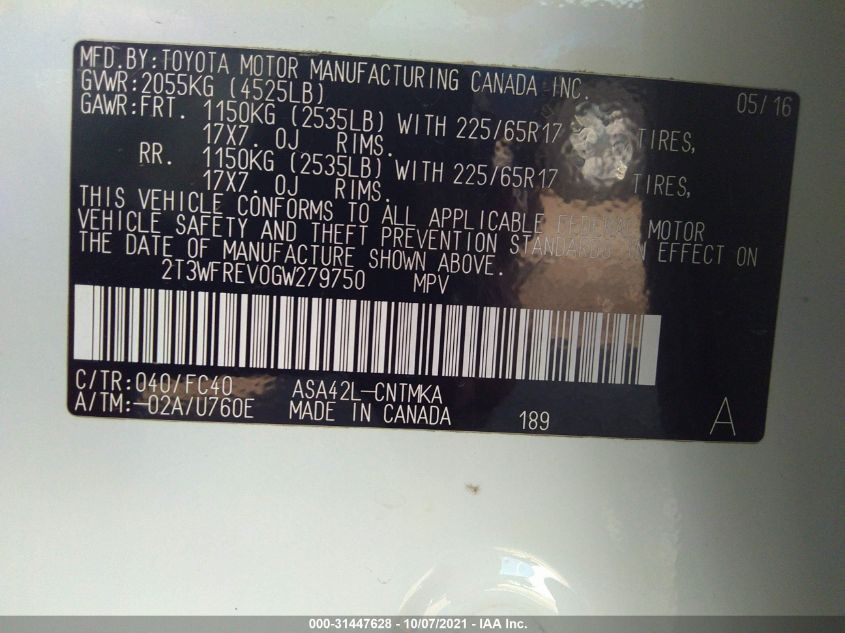 MFD.BY:TOYOTA MOTOR MANUFACTURING CANADA INC.
GVWR:2055KG (4525LB) 05/16
GAWR:FRT. 1150KG (2535LB) WITH 225/65R17 TIRES,
17X7.0J RIMS.
RR. 1150KG (2535LB) WITH 225/65R17 TIRES,
17X7.0J RIMS.
THIS VEHICLE CONFORMS TO ALL APPLICABLE FEDERAL MOTOR
VEHICLE SAFETY AND THEFT PREVENTION STANDARDS IN EFFECT ON
THE DATE OF MANUFACTURE SHOWN ABOVE.
2T3WFREV0GW279750 MPV
C/TR:040/FC40 ASA42L-CNTMKA
A/TM:-02A/U760E MADE IN CANADA 189 A
000-31447628 - 10/07/2021 - IAA Inc.